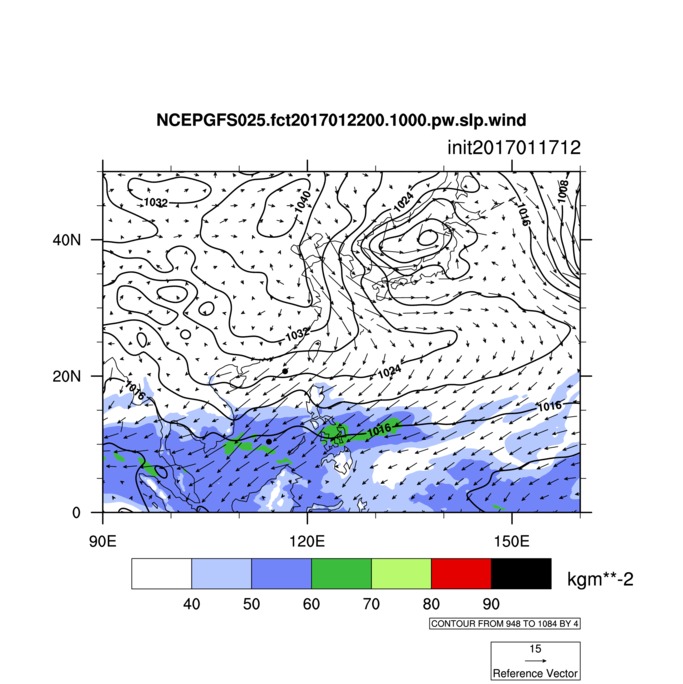 NCEPGFS025.fct2017012200.1000.pw.slp.wind
init2017011712
1032
1040
1024
1016
1008
40N
1032
20N
1024
1016
1016
1016
0
90E
120E
150E
40
50
60
70
80
90
kgm**-2
CONTOUR FROM 948 TO 1084 BY 4
15
Reference Vector